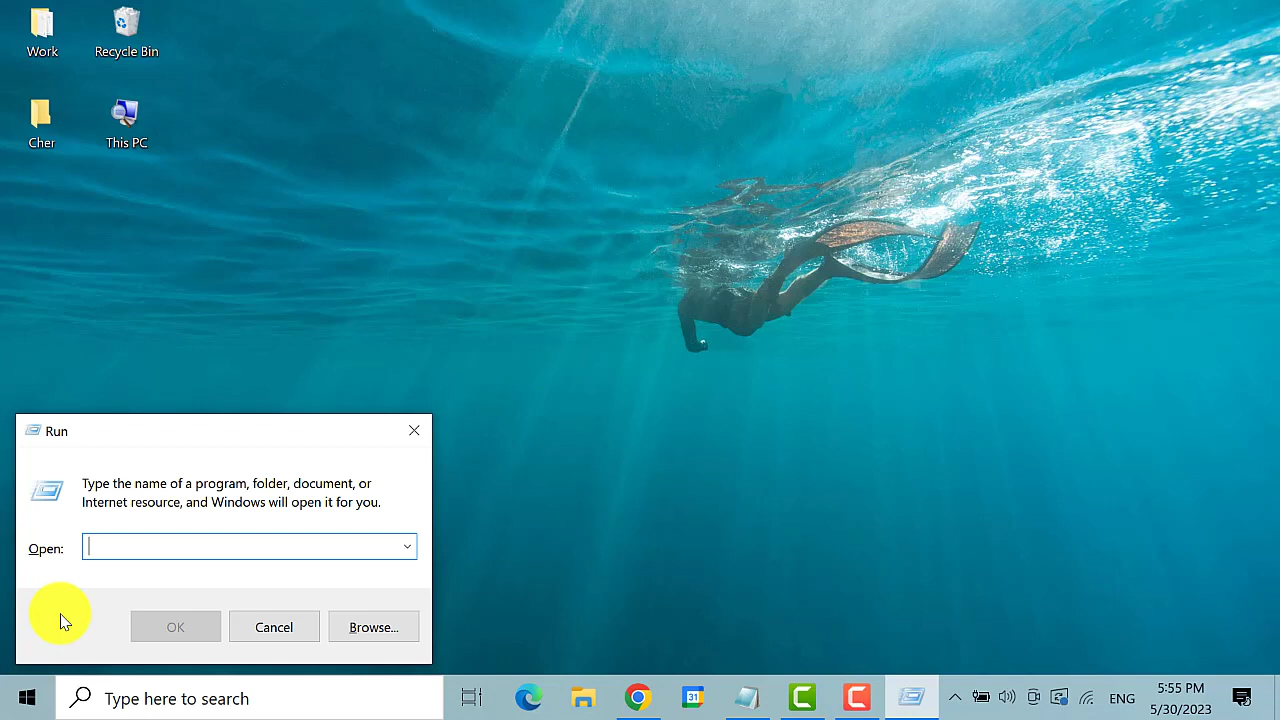 Work
Recycle Bin
Cher
This PC
Run
Type the name of a program, folder, document, or
Internet resource, and Windows will open it for you.
Open:
OK
Cancel
Browse...
Type here to search
31
ENG
5:55 PM
5/30/2023